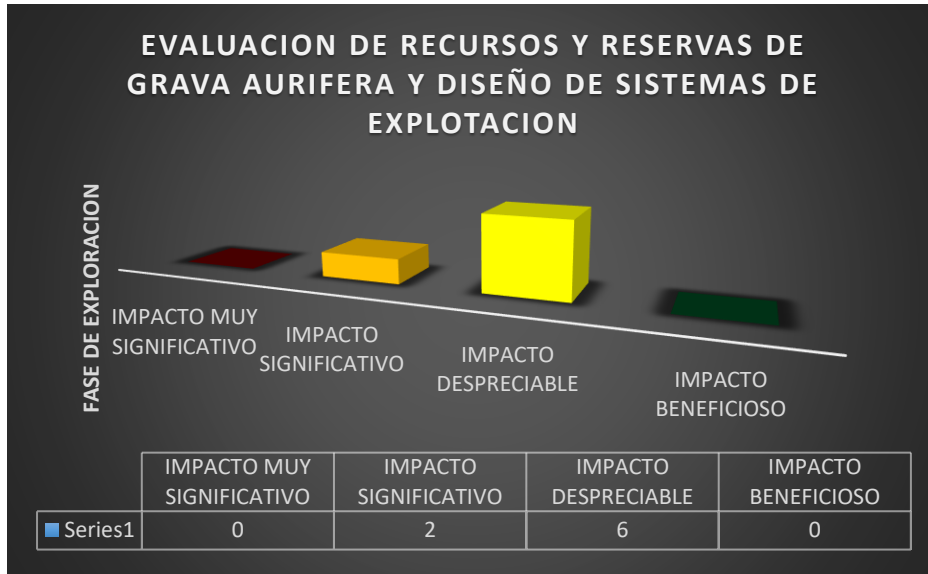 EVALUACION DE RECURSOS Y RESERVAS DE
GRAVA AURIFERA Y DISEÑO DE SISTEMAS DE
EXPLOTACION
FASE DE EXPLORACION
IMPACTO MUY
SIGNIFICATIVO
IMPACTO
SIGNIFICATIVO
IMPACTO
DESPRECIABLE
IMPACTO
BENEFICIOSO
IMPACTO MUY
SIGNIFICATIVO
IMPACTO
SIGNIFICATIVO
IMPACTO
DESPRECIABLE
IMPACTO
BENEFICIOSO
Series1 0 2 6 0